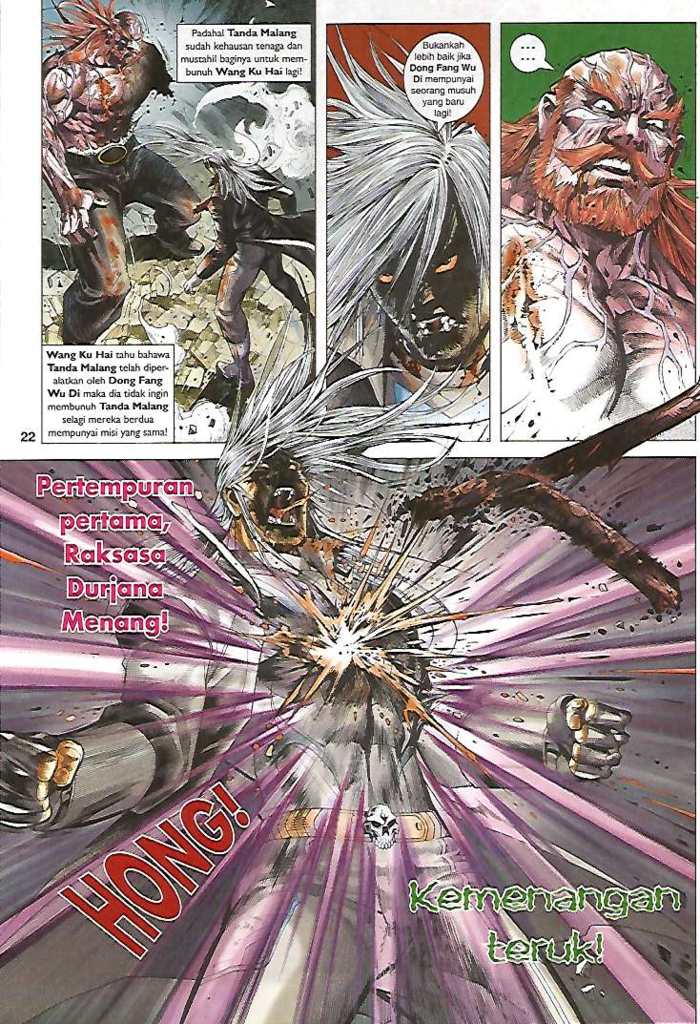 Padahal Tanda Malang
sudah kehausan tenaga dan
mustahil baginya untuk mem-
bunuh Wang Ku Hai lagi!
Wang Ku Hai tahu bahawa
Tanda Malang telah diper-
alatkan oleh Dong Fang
Wu Di maka dia tidak ingin
membunuh Tanda Malang
selagi mereka berdua
mempunyai misi yang sama!
Bukankah
lebih baik jika
Dong Fang Wu
Di mempunyai
seorang musuh
yang baru
lagi!
...
22
Pertempuran
pertama,
Raksasa
Durjana
Menang!
HONG!
Kemenangan
teruk!